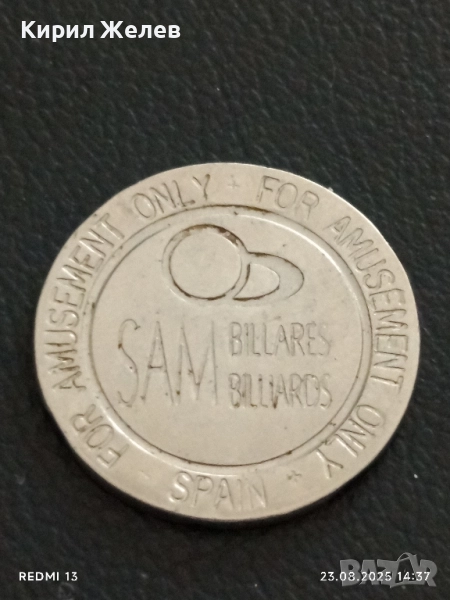 Кирил Желев
FOR AMUSEMENT ONLY + FOR AMUSEMENT ONLY + SPAIN
SAM BILLARES
BILLIARDS
REDMI 13
23.08.2025 14:37
BAZAR